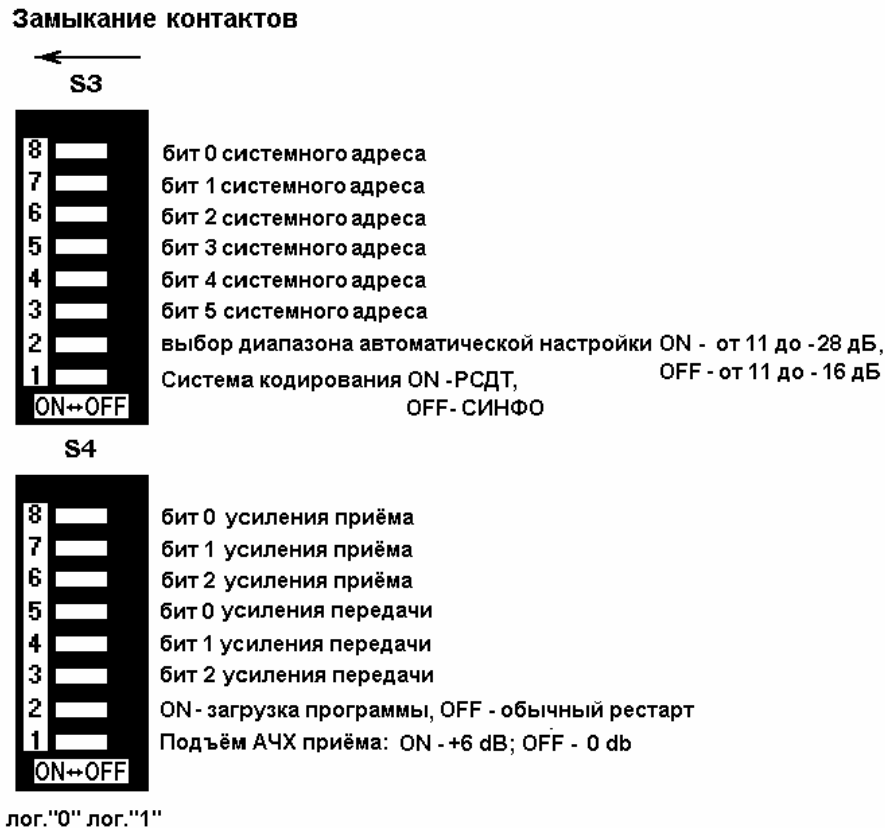 Замыкание контактов
S3
8 бит 0 системного адреса
7 бит 1 системного адреса
6 бит 2 системного адреса
5 бит 3 системного адреса
4 бит 4 системного адреса
3 бит 5 системного адреса
2 выбор диапазона автоматической настройки ON - от 11 до -28 дБ,
OFF - от 11 до - 16 дБ
1 Система кодирования ON -РСДТ,
ON↔OFF OFF- СИНФО
S4
8 бит 0 усиления приёма
7 бит 1 усиления приёма
6 бит 2 усиления приёма
5 бит 0 усиления передачи
4 бит 1 усиления передачи
3 бит 2 усиления передачи
2 ON - загрузка программы, OFF - обычный рестарт
1 Подъём АЧХ приёма: ON -+6 dB; OFF - 0 db
ON↔OFF
лог."0" лог."1"